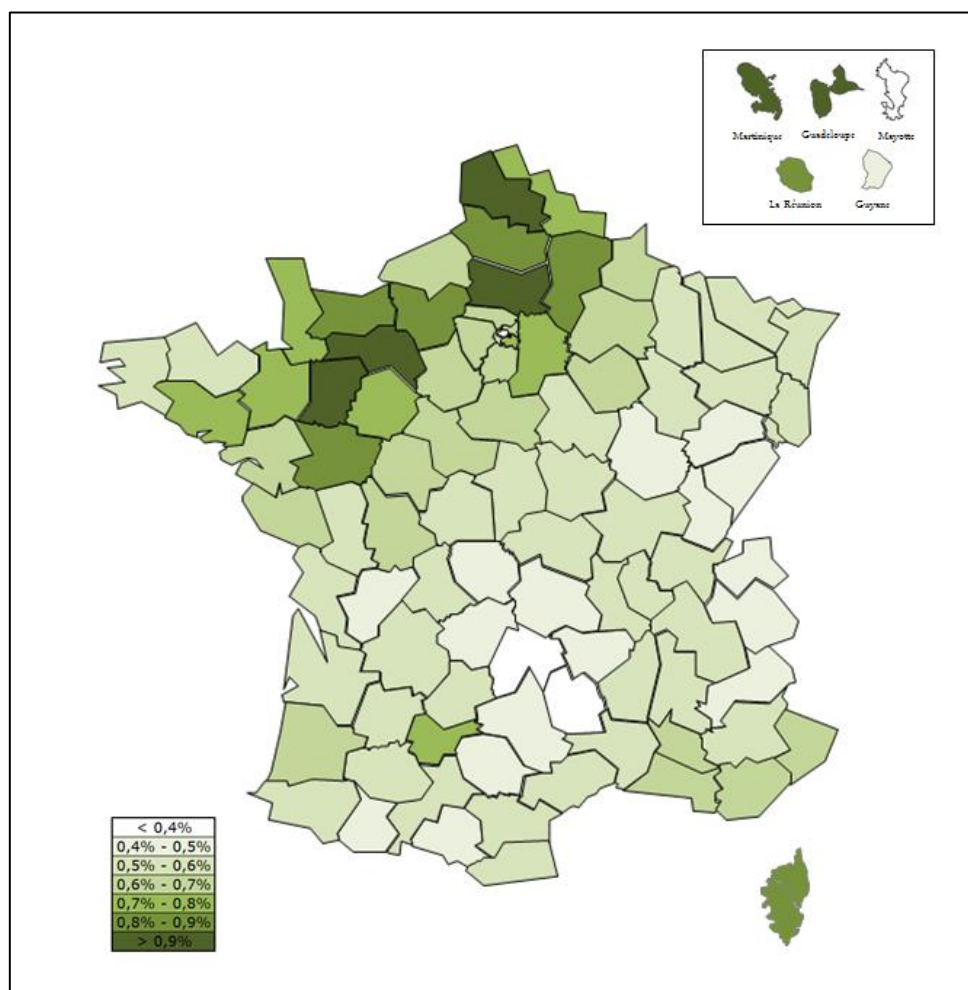 Martinique Guadeloupe Mayotte
La Réunion Guyane
< 0,4%
0,4% - 0,5%
0,5% - 0,6%
0,6% - 0,7%
0,7% - 0,8%
0,8% - 0,9%
> 0,9%